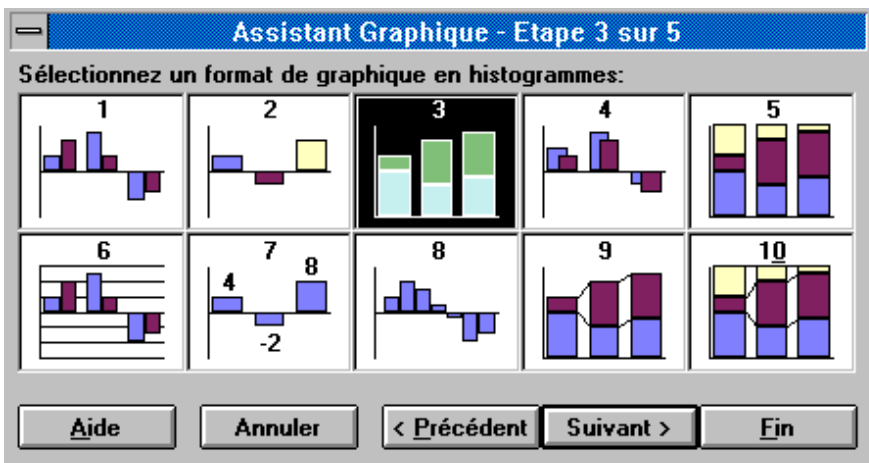 Assistant Graphique - Etape 3 sur 5
Sélectionnez un format de graphique en histogrammes:
1 2 3 4 5
6 7 8 9 10
4 8
-2
Aide Annuler < Précédent Suivant > Fin